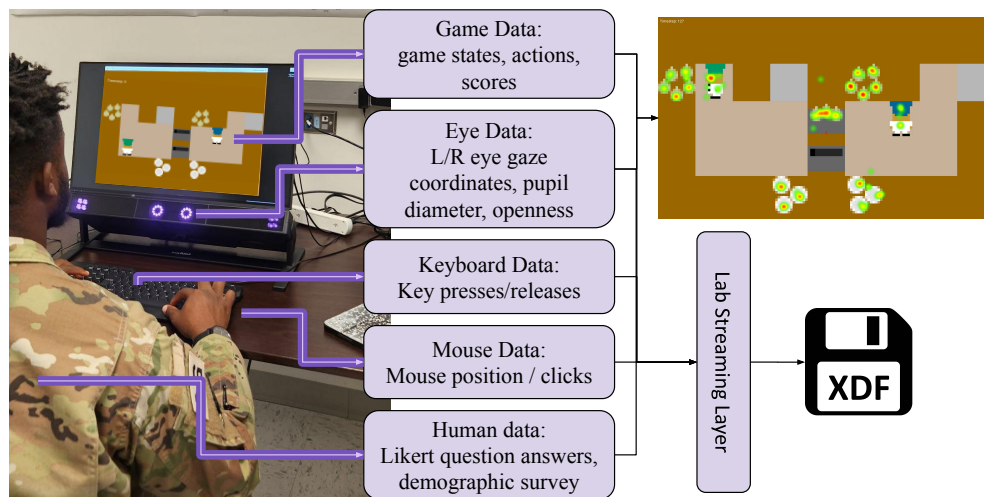 Game Data:
game states, actions,
scores
Eye Data:
L/R eye gaze
coordinates, pupil
diameter, openness
Keyboard Data:
Key presses/releases
Mouse Data:
Mouse position / clicks
Human data:
Likert question answers,
demographic survey
Lab Streaming Layer
XDF